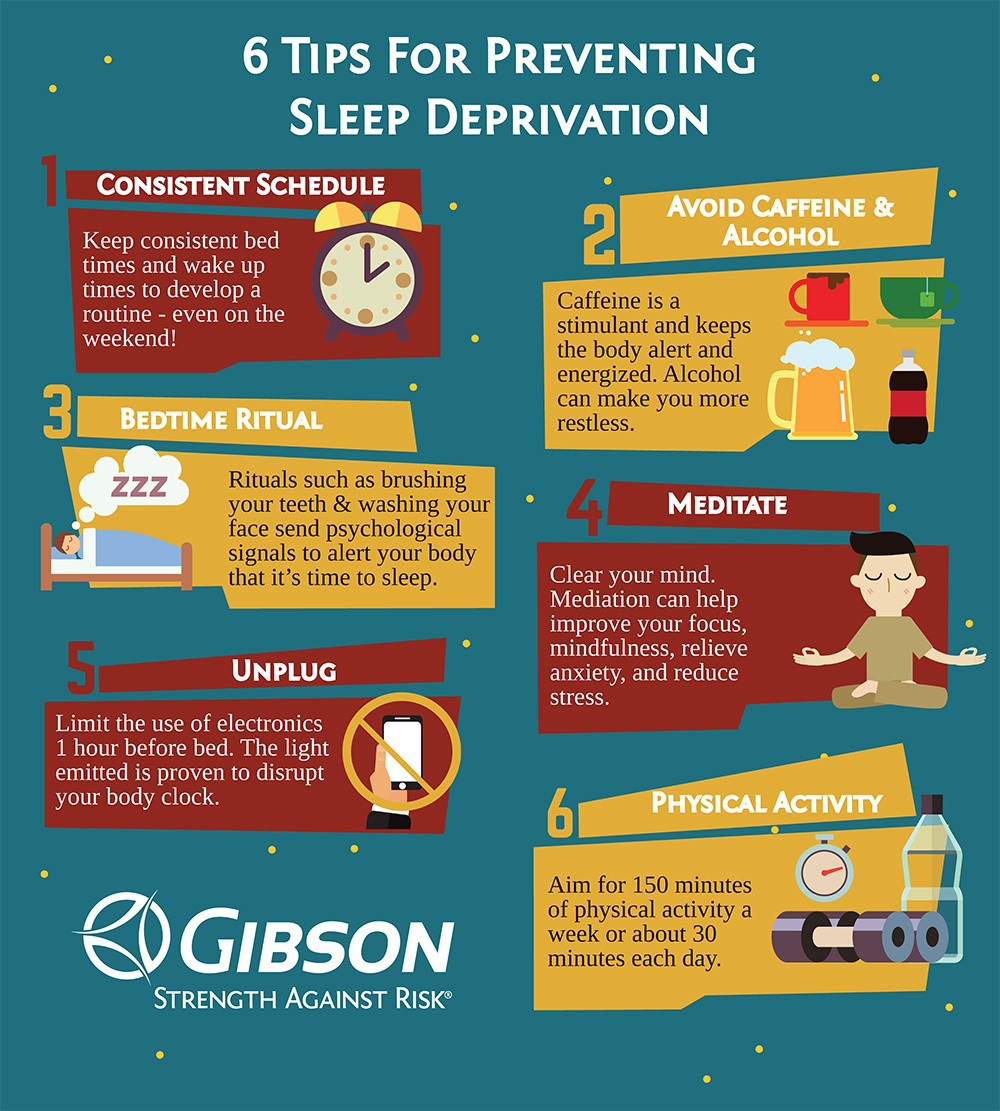 6 Tips For Preventing
Sleep Deprivation
1
Consistent Schedule
Keep consistent bed
times and wake up
times to develop a
routine - even on the
weekend!
2
Avoid Caffeine &
Alcohol
Caffeine is a
stimulant and keeps
the body alert and
energized. Alcohol
can make you more
restless.
3
Bedtime Ritual
zzz
Rituals such as brushing
your teeth & washing your
face send psychological
signals to alert your body
that it's time to sleep.
4
Meditate
Clear your mind.
Mediation can help
improve your focus,
mindfulness, relieve
anxiety, and reduce
stress.
5
Unplug
Limit the use of electronics
1 hour before bed. The light
emitted is proven to disrupt
your body clock.
6
Physical Activity
Aim for 150 minutes
of physical activity a
week or about 30
minutes each day.
Gibson
Strength Against Risk®